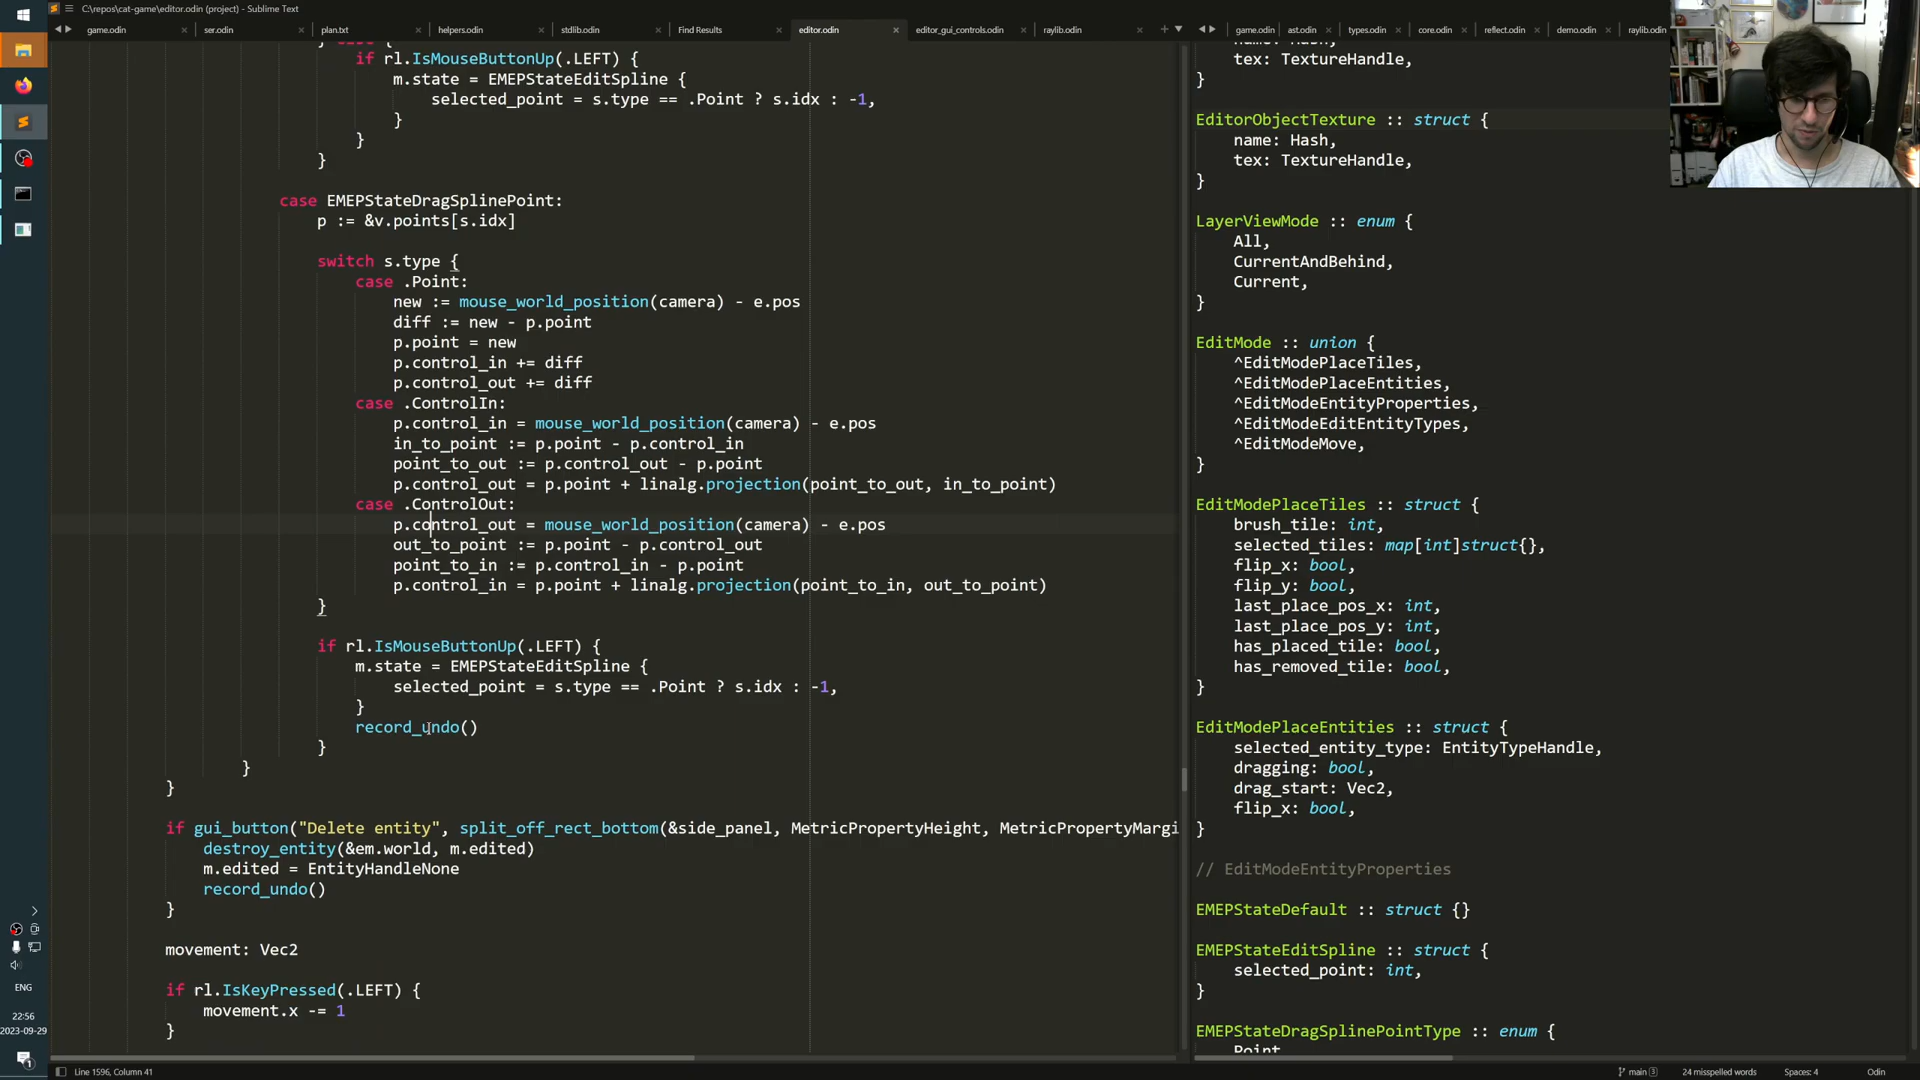 C:\repos\cat-game\editor.odin (project) - Sublime Text
game.odin × ser.odin × plan.txt × helpers.odin × stdlib.odin × Find Results × editor.odin × editor_gui_controls.odin × raylib.odin ×
if rl.IsMouseButtonUp(.LEFT) {
m.state = EMEPStateEditSpline {
selected_point = s.type == .Point ? s.idx : -1,
}
}
}
case EMEPStateDragSplinePoint:
p := &v.points[s.idx]
switch s.type {
case .Point:
new := mouse_world_position(camera) - e.pos
diff := new - p.point
p.point = new
p.control_in += diff
p.control_out += diff
case .ControlIn:
p.control_in = mouse_world_position(camera) - e.pos
in_to_point := p.point - p.control_in
point_to_out := p.control_out - p.point
p.control_out = p.point + linalg.projection(point_to_out, in_to_point)
case .ControlOut:
p.control_out = mouse_world_position(camera) - e.pos
out_to_point := p.point - p.control_out
point_to_in := p.control_in - p.point
p.control_in = p.point + linalg.projection(point_to_in, out_to_point)
}
if rl.IsMouseButtonUp(.LEFT) {
m.state = EMEPStateEditSpline {
selected_point = s.type == .Point ? s.idx : -1,
}
record_undo()
}
}
}
if gui_button("Delete entity", split_off_rect_bottom(&side_panel, MetricPropertyHeight, MetricPropertyMargi
destroy_entity(&em.world, m.edited)
m.edited = EntityHandleNone
record_undo()
}
movement: Vec2
if rl.IsKeyPressed(.LEFT) {
movement.x -= 1
}
game.odin × ast.odin × types.odin × core.odin × reflect.odin × demo.odin × raylib.odin
name: Hash,
tex: TextureHandle,
}
EditorObjectTexture :: struct {
name: Hash,
tex: TextureHandle,
}
LayerViewMode :: enum {
All,
CurrentAndBehind,
Current,
}
EditMode :: union {
^EditModePlaceTiles,
^EditModePlaceEntities,
^EditModeEntityProperties,
^EditModeEditEntityTypes,
^EditModeMove,
}
EditModePlaceTiles :: struct {
brush_tile: int,
selected_tiles: map[int]struct{},
flip_x: bool,
flip_y: bool,
last_place_pos_x: int,
last_place_pos_y: int,
has_placed_tile: bool,
has_removed_tile: bool,
}
EditModePlaceEntities :: struct {
selected_entity_type: EntityTypeHandle,
dragging: bool,
drag_start: Vec2,
flip_x: bool,
}
// EditModeEntityProperties
EMEPStateDefault :: struct {}
EMEPStateEditSpline :: struct {
selected_point: int,
}
EMEPStateDragSplinePointType :: enum {
Point
ENG
22:56
2023-09-29
Line 1596, Column 41
main 3
24 misspelled words
Spaces: 4
Odin